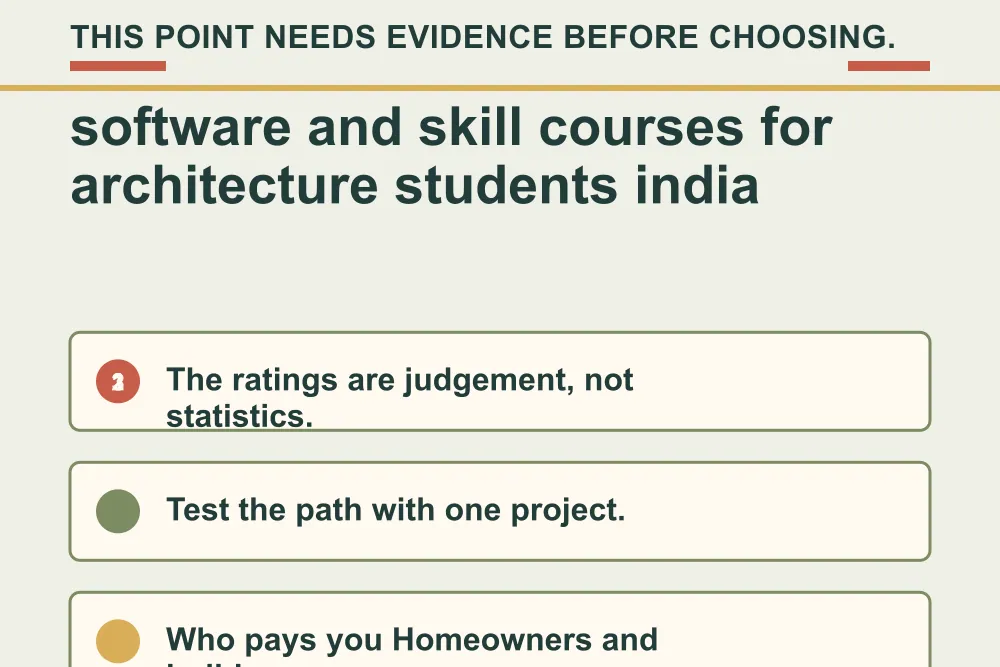 THIS POINT NEEDS EVIDENCE BEFORE CHOOSING.
software and skill courses for
architecture students india
The ratings are judgement, not
statistics.
Test the path with one project.
Who pays you Homeowners and